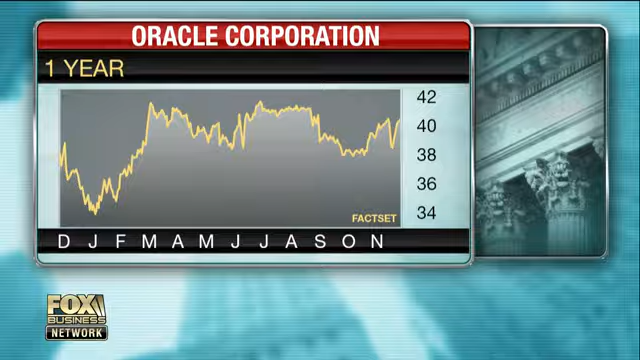 ORACLE CORPORATION
1 YEAR
42
40
38
36
34
FACTSET
D J F M A M J J A S O N
FOX
BUSINESS
NETWORK